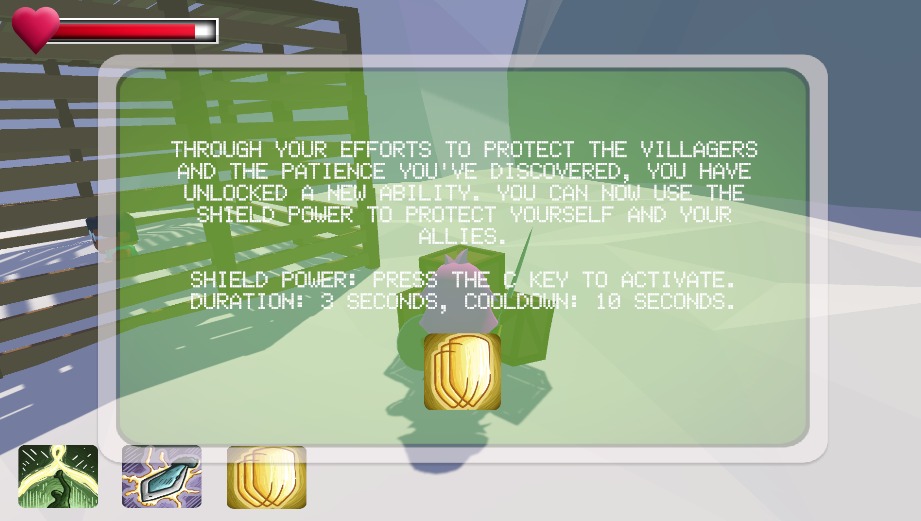 THROUGH YOUR EFFORTS TO PROTECT THE VILLAGERS
AND THE PATIENCE YOU'VE DISCOVERED, YOU HAVE
UNLOCKED A NEW ABILITY. YOU CAN NOW USE THE
SHIELD POWER TO PROTECT YOURSELF AND YOUR
ALLIES.
SHIELD POWER: PRESS THE C KEY TO ACTIVATE.
DURATION: 3 SECONDS, COOLDOWN: 10 SECONDS.